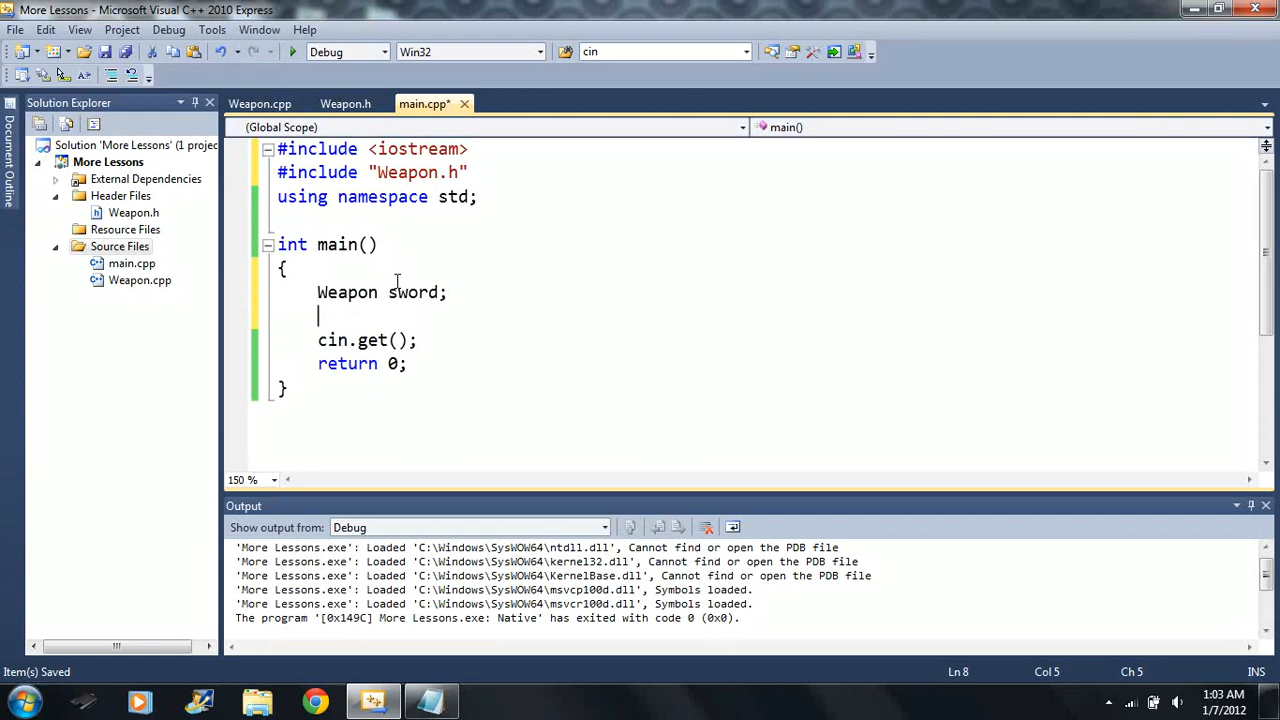 More Lessons - Microsoft Visual C++ 2010 Express
File Edit View Project Debug Tools Window Help
Debug Win32 cin
Solution Explorer
Weapon.cpp Weapon.h main.cpp*
Document Outline
(Global Scope) main()
Solution 'More Lessons' (1 projec
More Lessons
External Dependencies
Header Files
Weapon.h
Resource Files
Source Files
main.cpp
Weapon.cpp
#include <iostream>
#include "Weapon.h"
using namespace std;
int main()
{
Weapon sword;
cin.get();
return 0;
}
150 %
Output
Show output from: Debug
'More Lessons.exe': Loaded 'C:\Windows\SysWOW64\ntdll.dll', Cannot find or open the PDB file
'More Lessons.exe': Loaded 'C:\Windows\SysWOW64\kernel32.dll', Cannot find or open the PDB file
'More Lessons.exe': Loaded 'C:\Windows\SysWOW64\KernelBase.dll', Cannot find or open the PDB file
'More Lessons.exe': Loaded 'C:\Windows\SysWOW64\msvcp100d.dll', Symbols loaded.
'More Lessons.exe': Loaded 'C:\Windows\SysWOW64\msvcr100d.dll', Symbols loaded.
The program '[0x149C] More Lessons.exe: Native' has exited with code 0 (0x0).
Item(s) Saved Ln 8 Col 5 Ch 5 INS
1:03 AM
1/7/2012